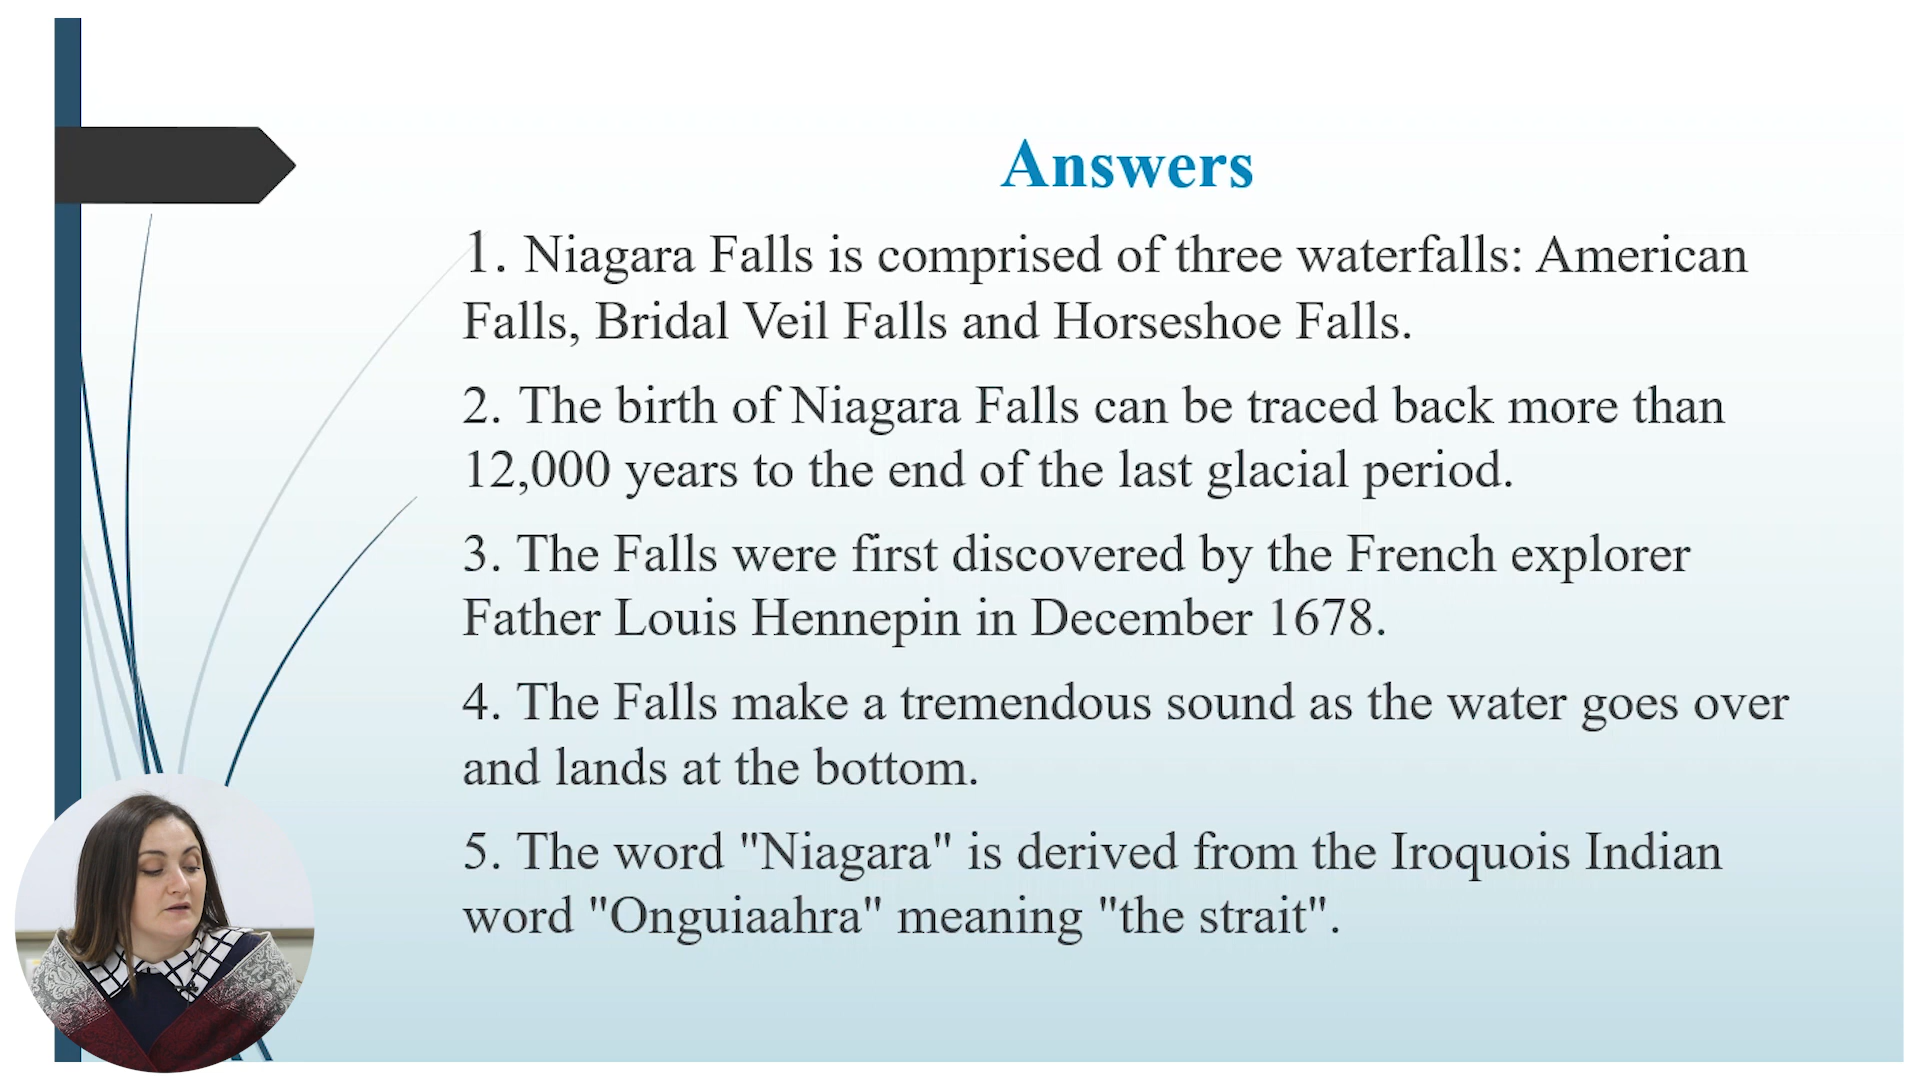 Answers
1. Niagara Falls is comprised of three waterfalls: American
Falls, Bridal Veil Falls and Horseshoe Falls.
2. The birth of Niagara Falls can be traced back more than
12,000 years to the end of the last glacial period.
3. The Falls were first discovered by the French explorer
Father Louis Hennepin in December 1678.
4. The Falls make a tremendous sound as the water goes over
and lands at the bottom.
5. The word "Niagara" is derived from the Iroquois Indian
word "Onguiaahra" meaning "the strait".